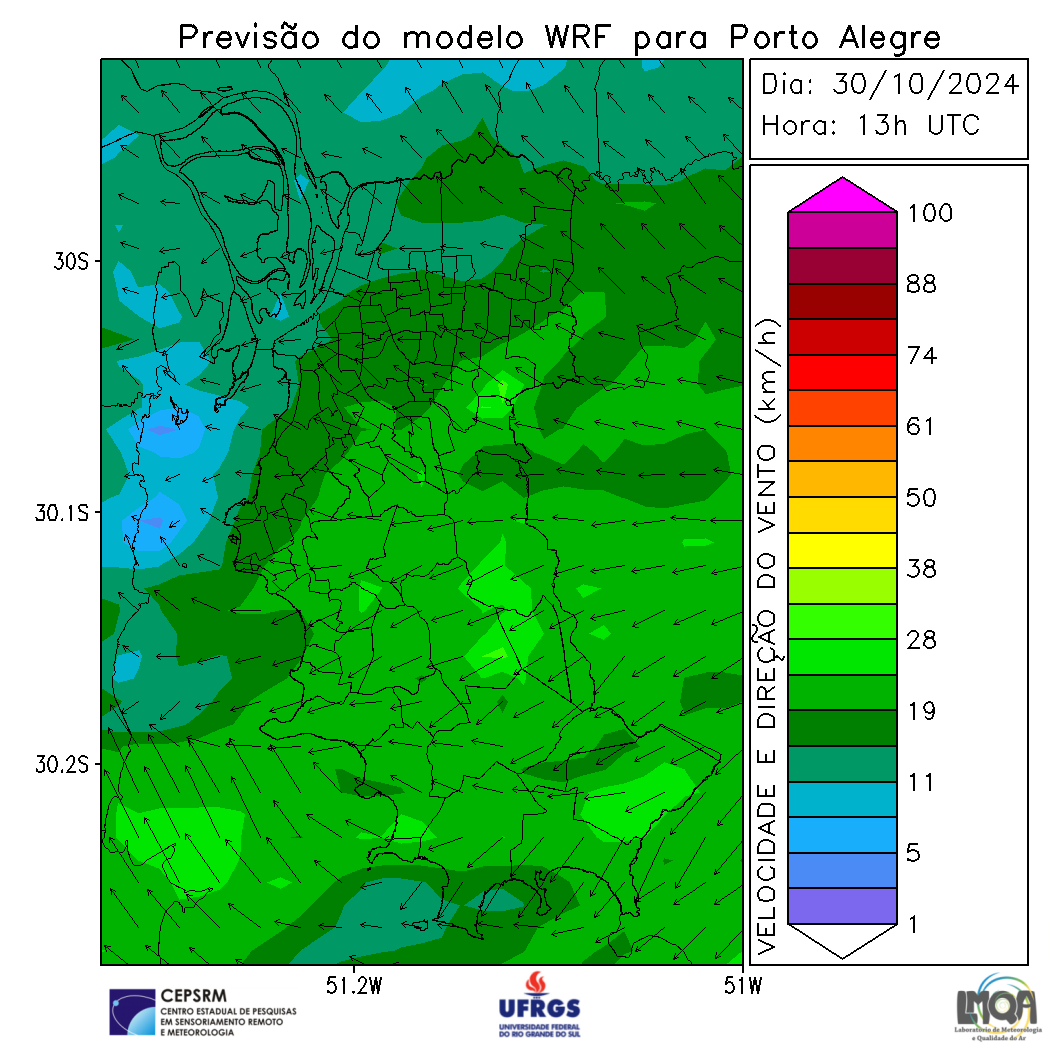 Previsão do modelo WRF para Porto Alegre
Dia: 30/10/2024
Hora: 13h UTC
30S
30.1S
30.2S
51.2W
51W
VELOCIDADE E DIREÇÃO DO VENTO (km/h)
100
88
74
61
50
38
28
19
11
5
1
CEPSRM
CENTRO ESTADUAL DE PESQUISAS
EM SENSORIAMENTO REMOTO
E METEOROLOGIA
UFRGS
UNIVERSIDADE FEDERAL
DO RIO GRANDE DO SUL
LMQA
Laboratório de Meteorologia
e Qualidade do Ar